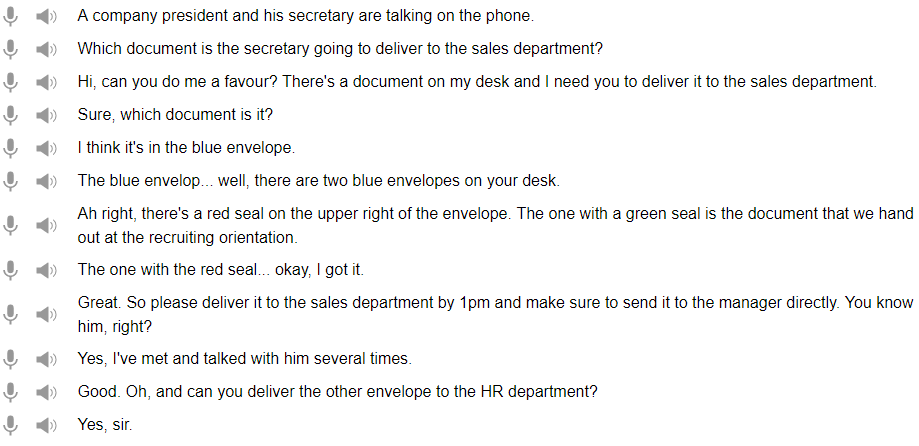 A company president and his secretary are talking on the phone.
Which document is the secretary going to deliver to the sales department?
Hi, can you do me a favour? There's a document on my desk and I need you to deliver it to the sales department.
Sure, which document is it?
I think it's in the blue envelope.
The blue envelop... well, there are two blue envelopes on your desk.
Ah right, there's a red seal on the upper right of the envelope. The one with a green seal is the document that we hand
out at the recruiting orientation.
The one with the red seal... okay, I got it.
Great. So please deliver it to the sales department by 1pm and make sure to send it to the manager directly. You know
him, right?
Yes, I've met and talked with him several times.
Good. Oh, and can you deliver the other envelope to the HR department?
Yes, sir.